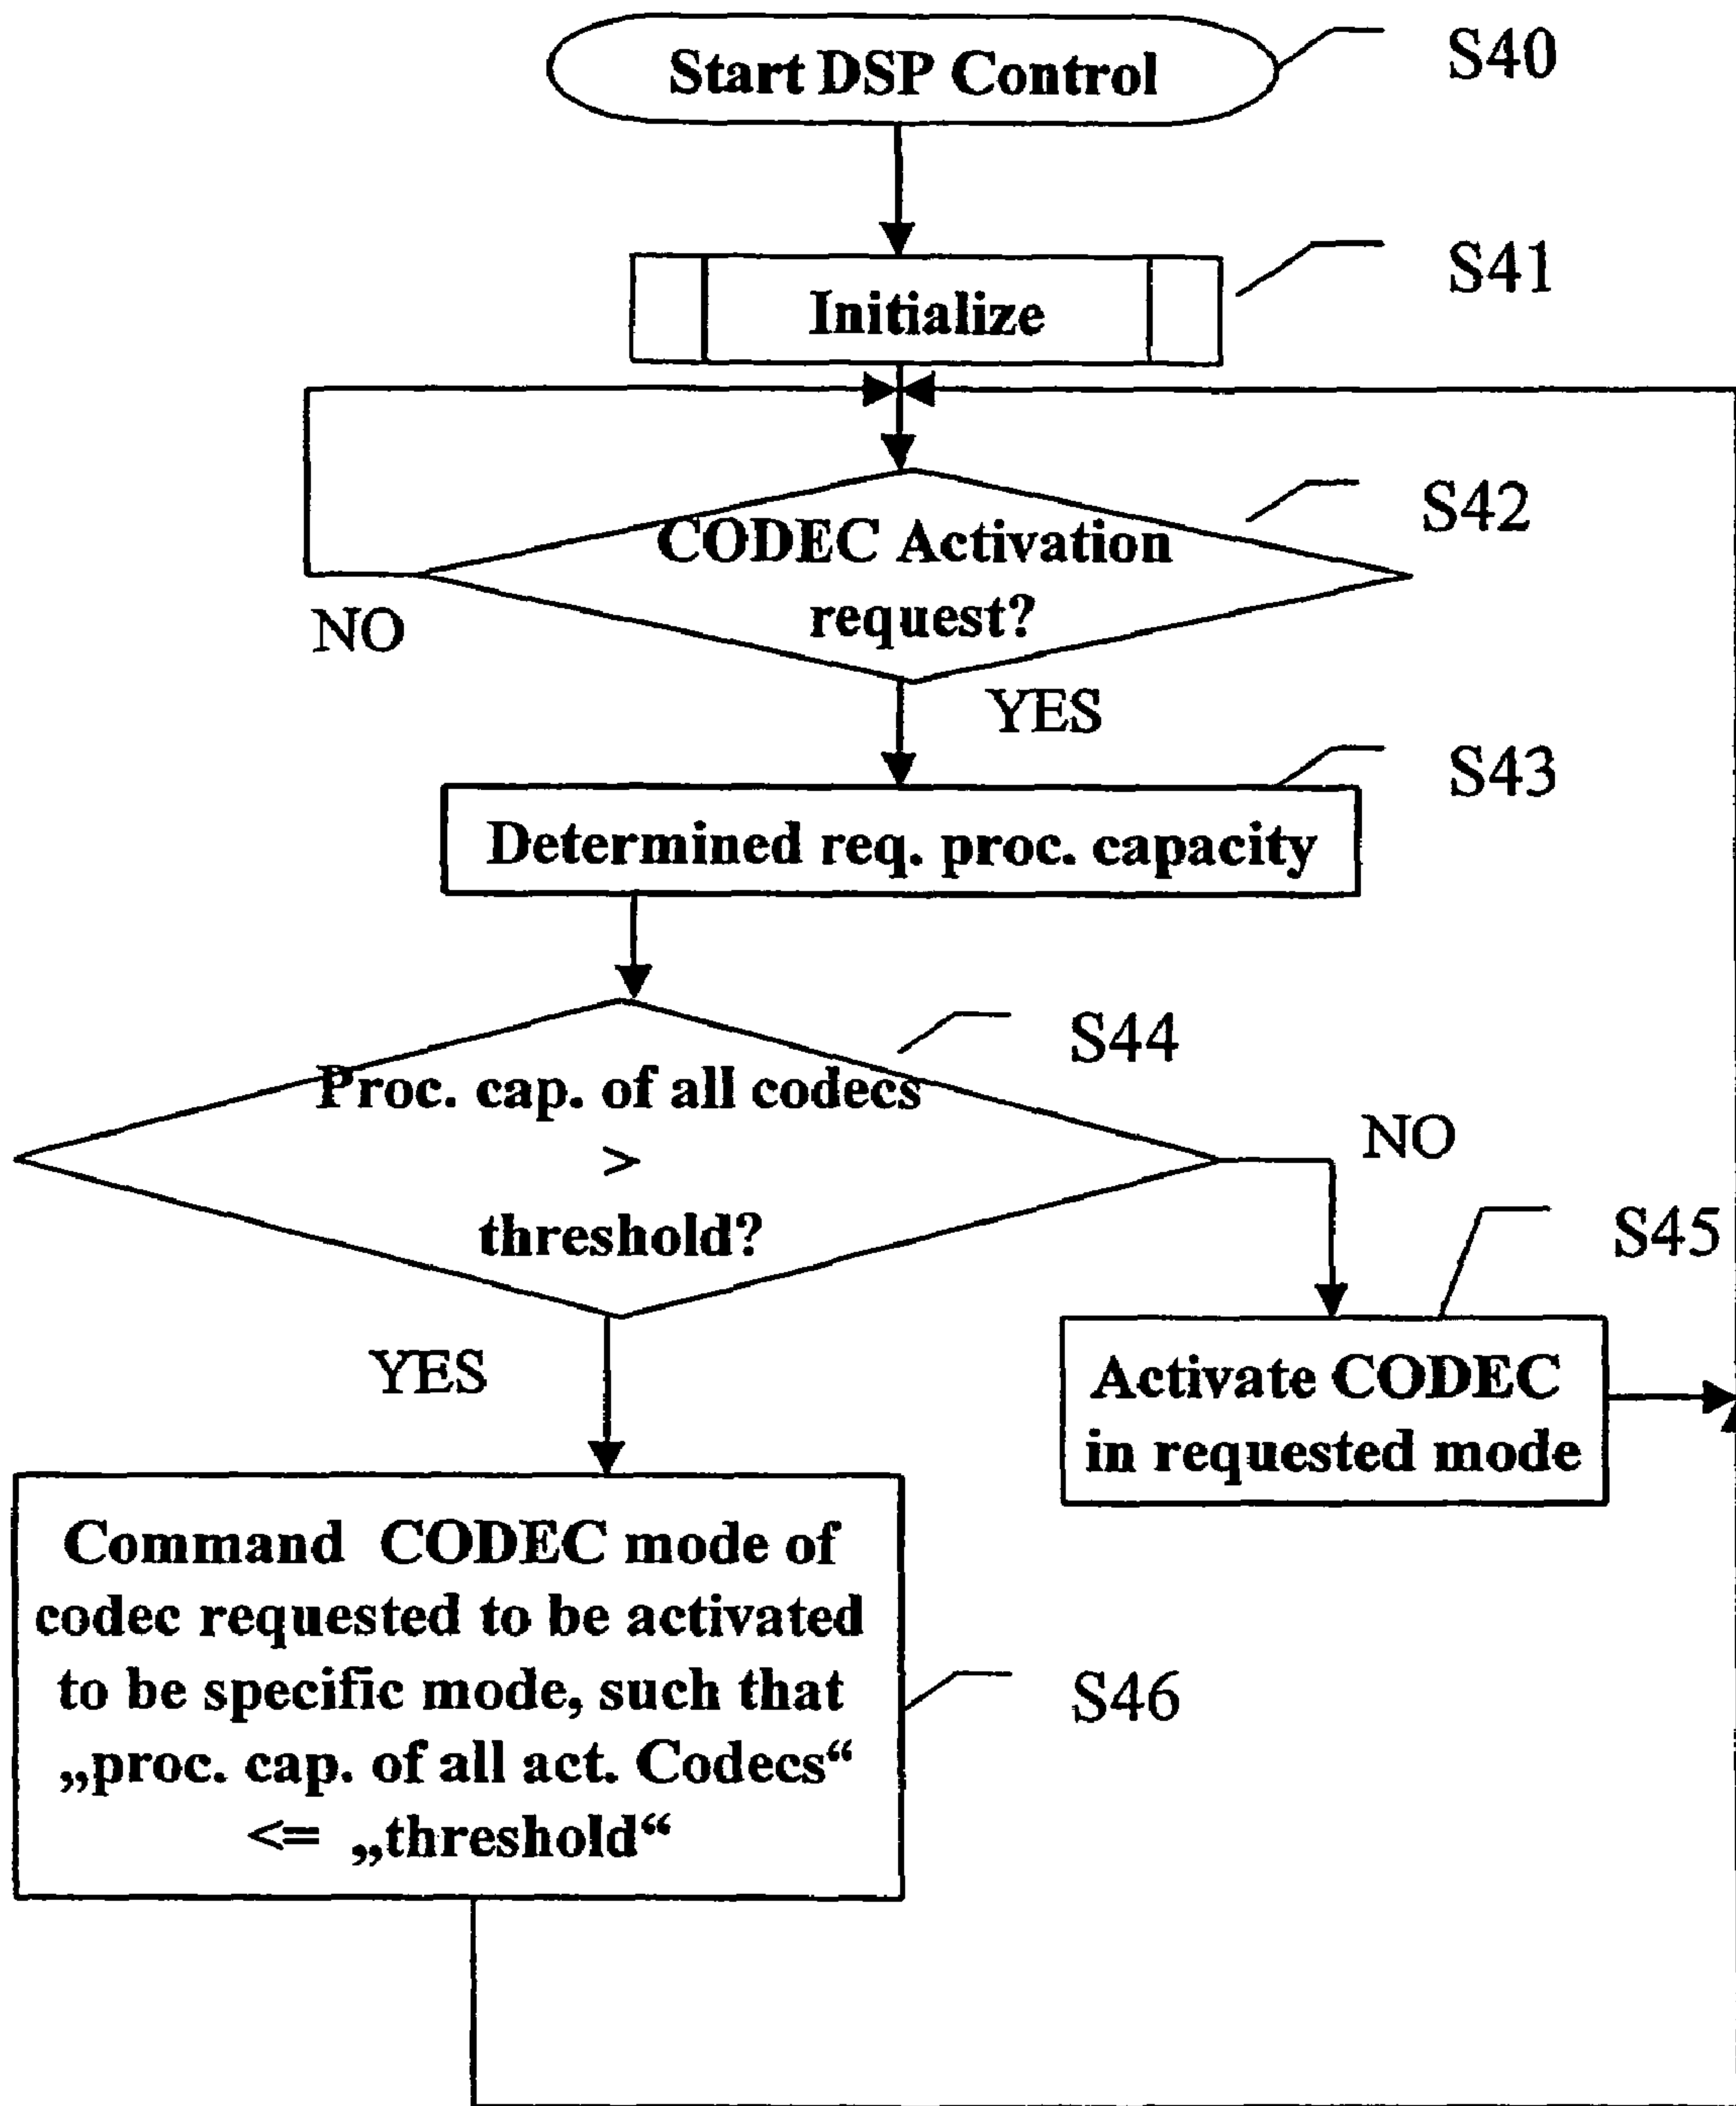 Start DSP Control
S40
Initialize
S41
CODEC Activation
request?
S42
NO
YES
Determined req. proc. capacity
S43
Proc. cap. of all codecs
>
threshold?
S44
NO
YES
Activate CODEC
in requested mode
S45
Command CODEC mode of
codec requested to be activated
to be specific mode, such that
„proc. cap. of all act. Codecs“
<= „threshold“
S46